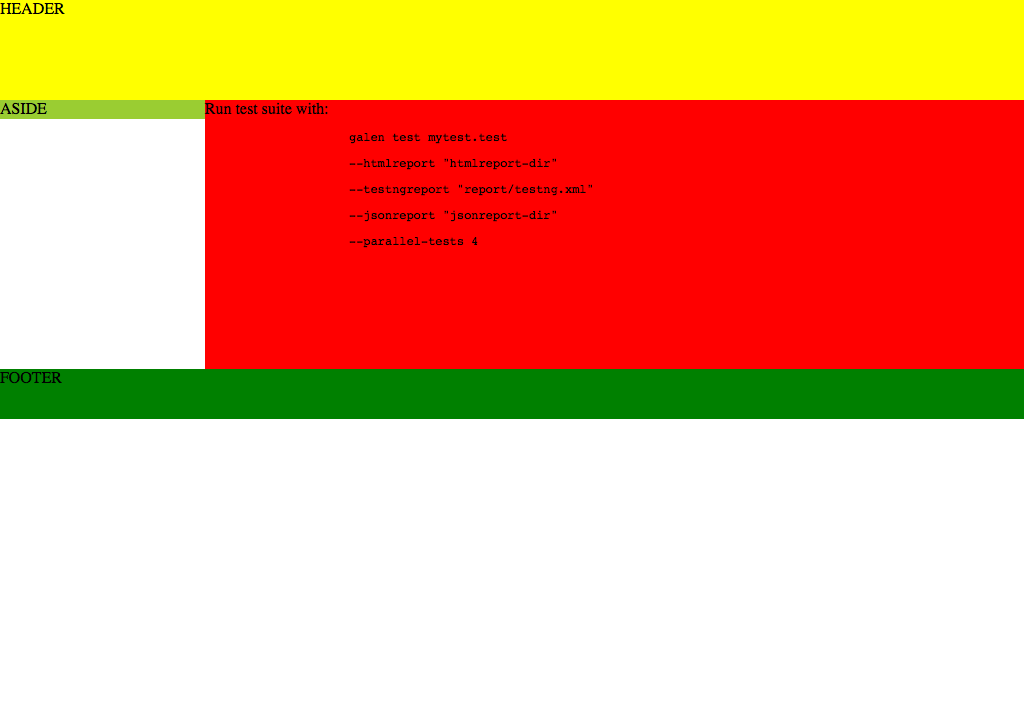 HEADER
ASIDE
Run test suite with:
galen test mytest.test
--htmlreport "htmlreport-dir"
--testngreport "report/testng.xml"
--jsonreport "jsonreport-dir"
--parallel-tests 4
FOOTER